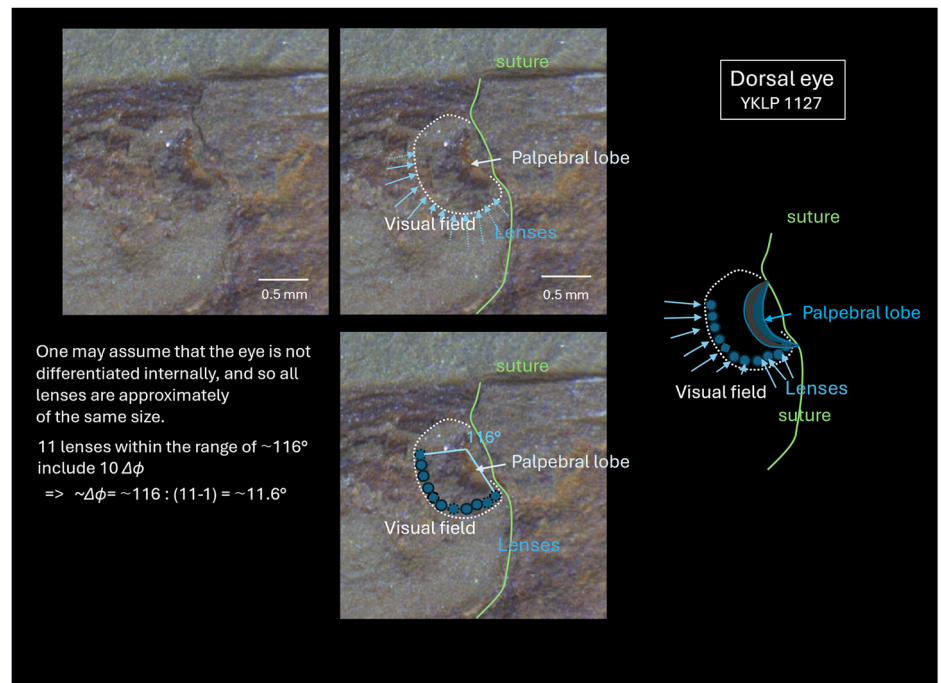 Dorsal eye
YKLP 1127
0.5 mm
suture
Palpebral lobe
Visual field
Lenses
0.5 mm
suture
Palpebral lobe
Visual field
Lenses
suture
One may assume that the eye is not
differentiated internally, and so all
lenses are approximately
of the same size.
11 lenses within the range of ~116°
include 10 Δϕ
=> ~Δϕ= ~116 : (11-1) = ~11.6°
suture
116°
Palpebral lobe
Visual field
Lenses